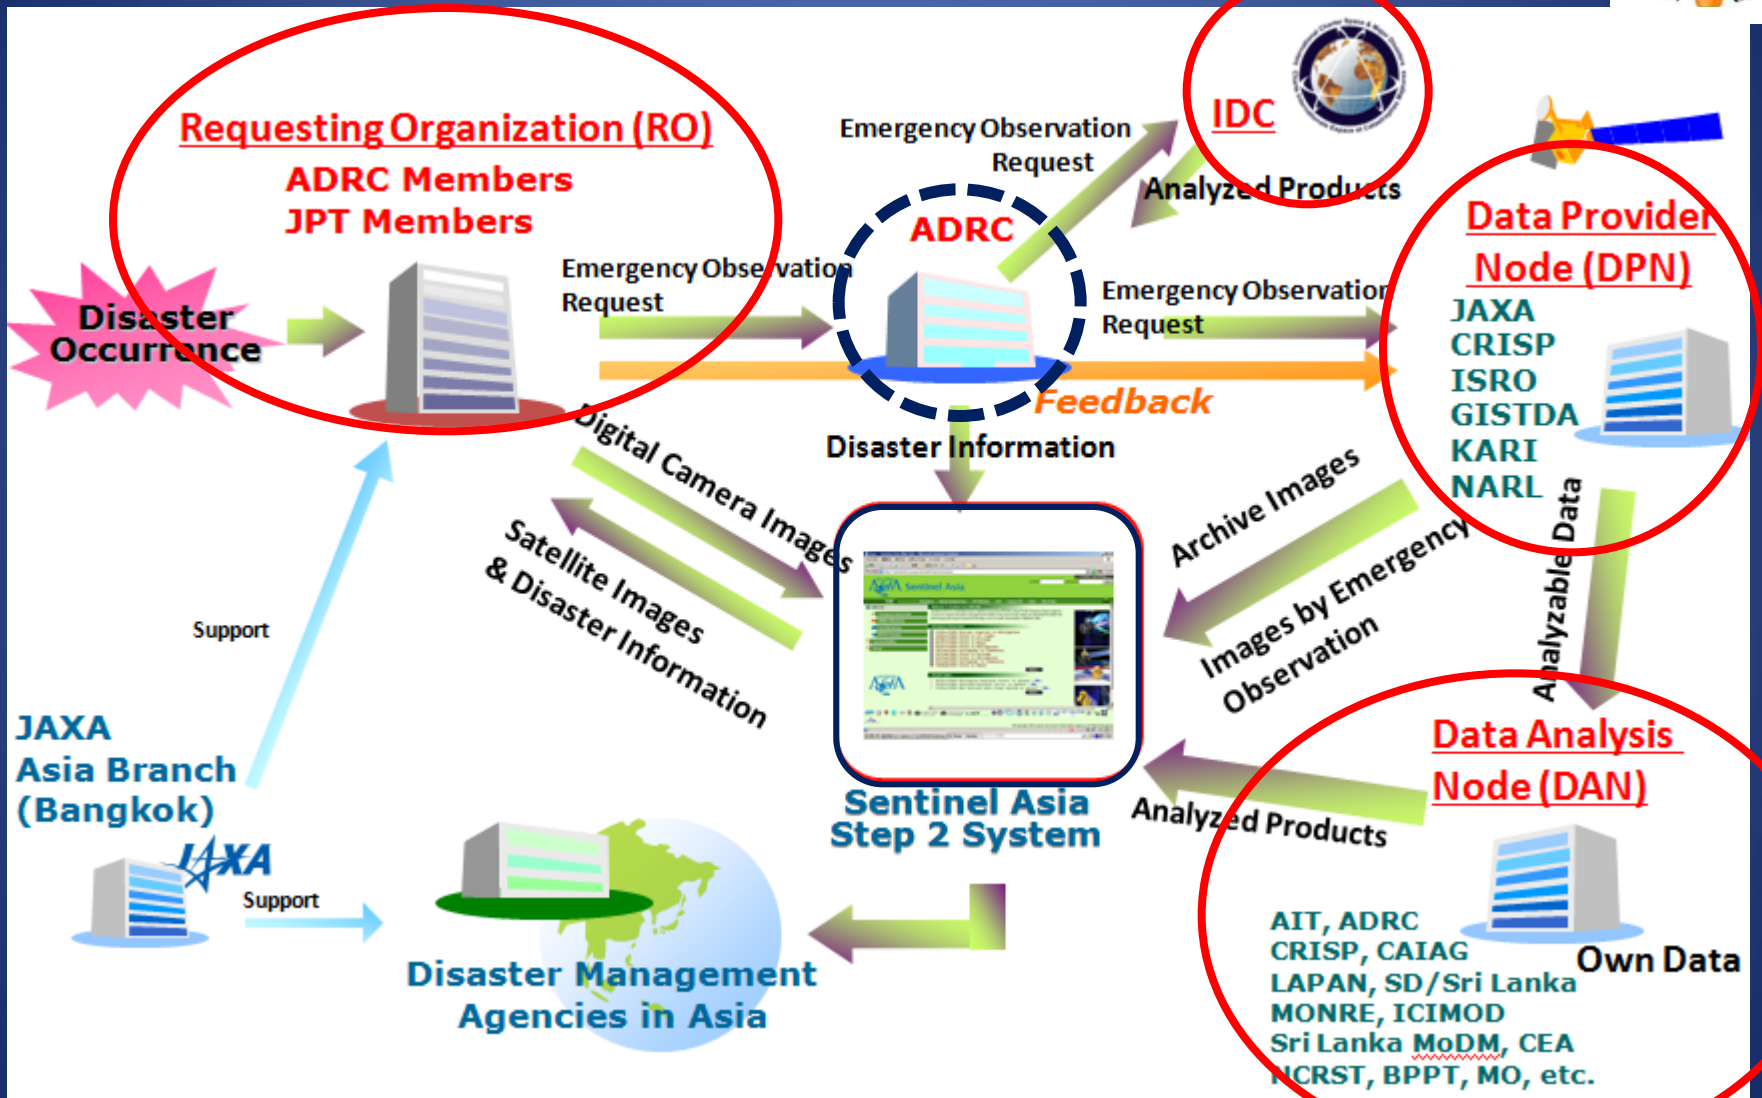 Requesting Organization (RO)
ADRC Members
JPT Members
Disaster
Occurrence
Emergency Observation
Request
ADRC
Emergency Observation
Request
IDC
Analyzed Products
Emergency Observation
Request
Feedback
Data Provider
Node (DPN)
JAXA
CRISP
ISRO
GISTDA
KARI
NARL
Disaster Information
Digital Camera Images
Satellite Images
& Disaster Information
Archive Images
Images by Emergency
Observation
Analyzable Data
Sentinel Asia
Sentinel Asia
Step 2 System
Support
JAXA
Asia Branch
(Bangkok)
JAXA
Support
Disaster Management
Agencies in Asia
Data Analysis
Node (DAN)
Analyzed Products
Own Data
AIT, ADRC
CRISP, CAIAG
LAPAN, SD/Sri Lanka
MONRE, ICIMOD
Sri Lanka MoDM, CEA
NCRST, BPPT, MO, etc.